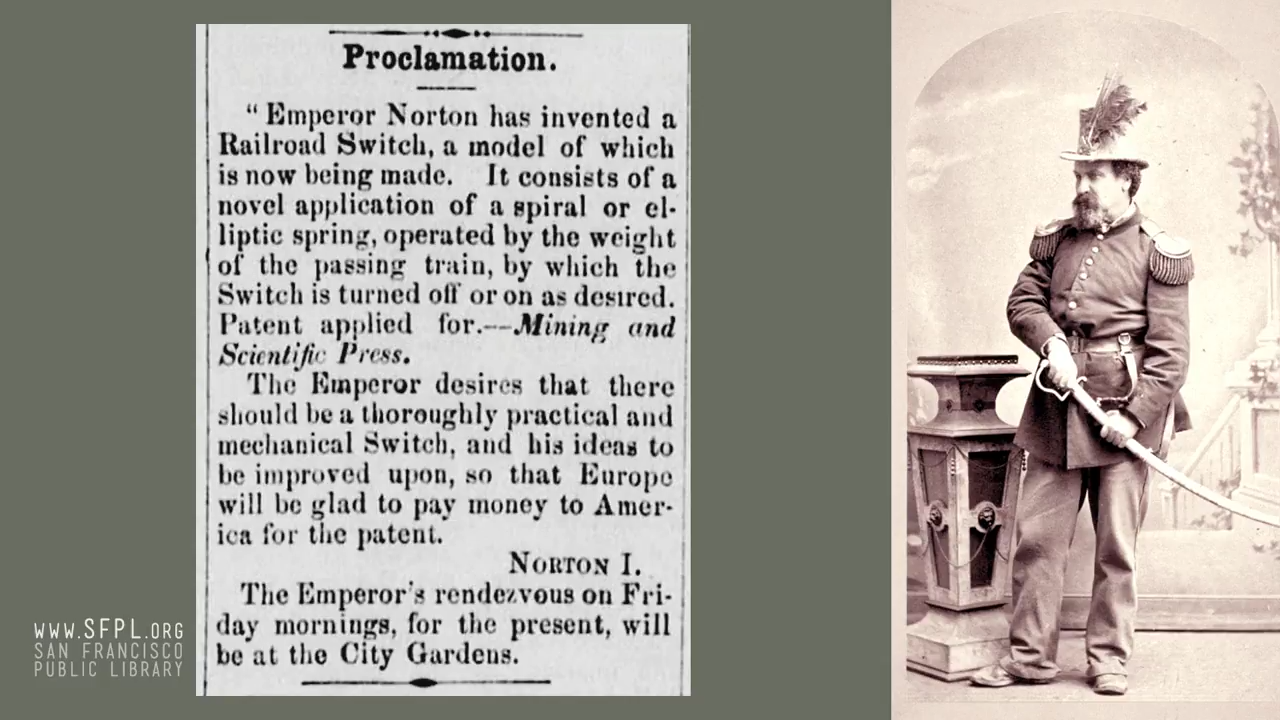 Proclamation.
“ Emperor Norton has invented a
Railroad Switch, a model of which
is now being made. It consists of a
novel application of a spiral or el-
liptic spring, operated by the weight
of the passing train, by which the
Switch is turned off or on as desired.
Patent applied for.—Mining and
Scientific Press.
The Emperor desires that there
should be a thoroughly practical and
mechanical Switch, and his ideas to
be improved upon, so that Europe
will be glad to pay money to Amer-
ica for the patent.
NORTON I.
The Emperor's rendezvous on Fri-
day mornings, for the present, will
be at the City Gardens.
WWW.SFPL.ORG
SAN FRANCISCO
PUBLIC LIBRARY